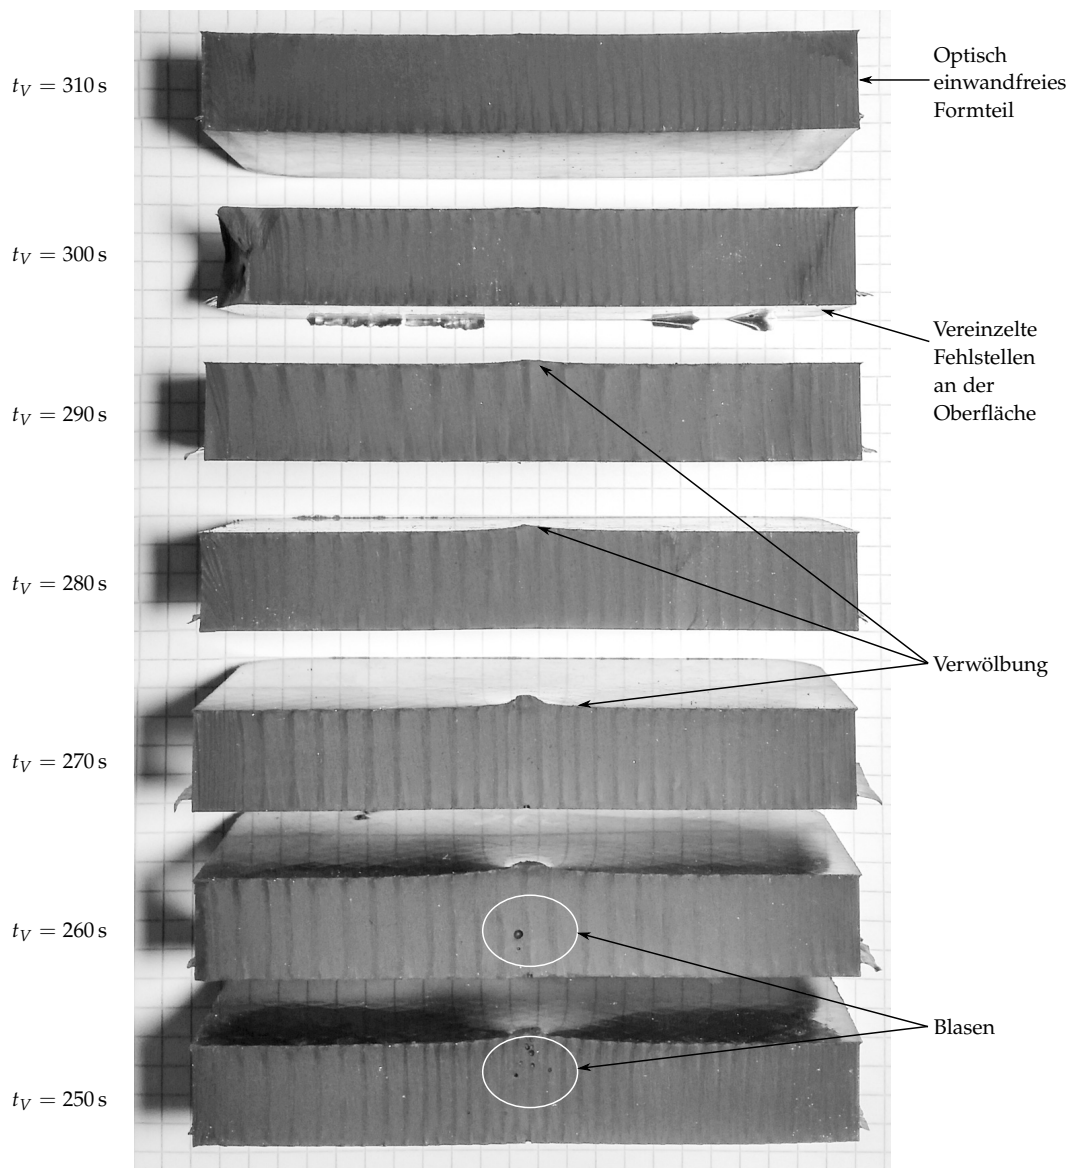 t_V = 310 s
Optisch
einwandfreies
Formteil
t_V = 300 s
Vereinzelte
Fehlstellen
an der
Oberfläche
t_V = 290 s
t_V = 280 s
Verwölbung
t_V = 270 s
t_V = 260 s
Blasen
t_V = 250 s